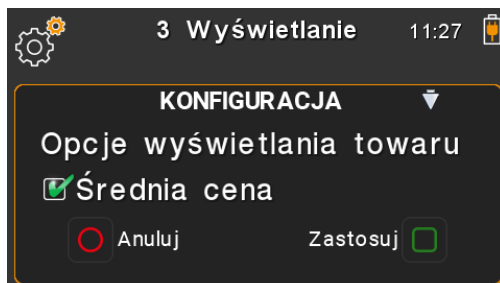 3 Wyświetlanie 11:27
KONFIGURACJA
Opcje wyświetlania towaru
Średnia cena
Anuluj Zastosuj